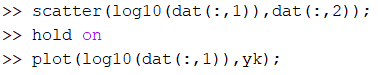 >> scatter(log10(dat(:,1)),dat(:,2));
>> hold on
>> plot(log10(dat(:,1)),yk);